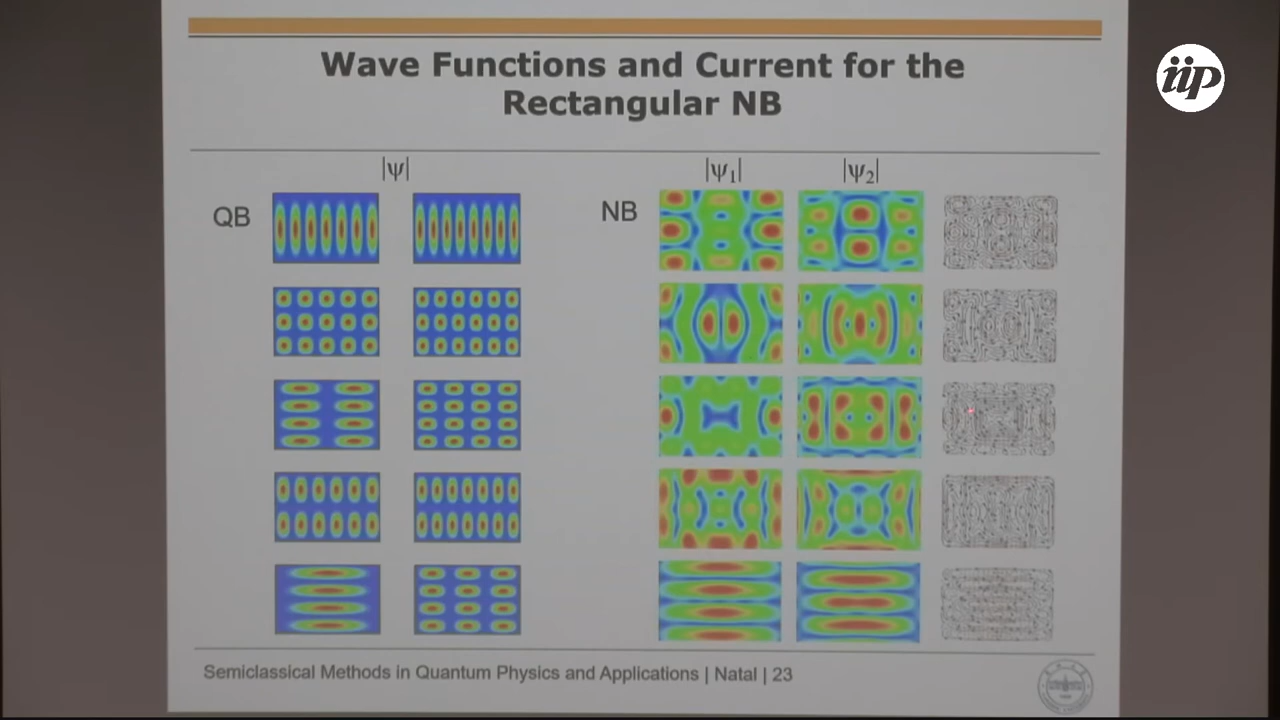 iip
Wave Functions and Current for the
Rectangular NB
|ψ|
|ψ₁|
|ψ₂|
QB
NB
Semiclassical Methods in Quantum Physics and Applications | Natal | 23